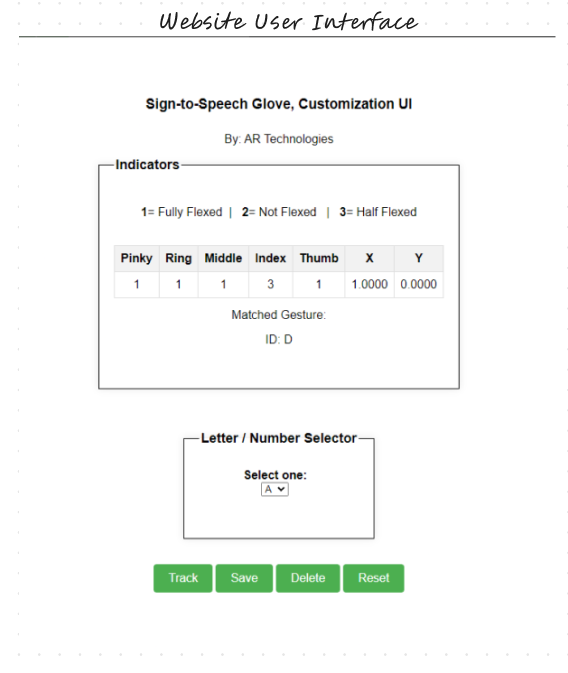 Website User Interface
Sign-to-Speech Glove, Customization UI
By: AR Technologies
Indicators
1= Fully Flexed | 2= Not Flexed | 3= Half Flexed
Pinky Ring Middle Index Thumb X Y
1 1 1 3 1 1.0000 0.0000
Matched Gesture:
ID: D
Letter / Number Selector
Select one:
A
Track Save Delete Reset